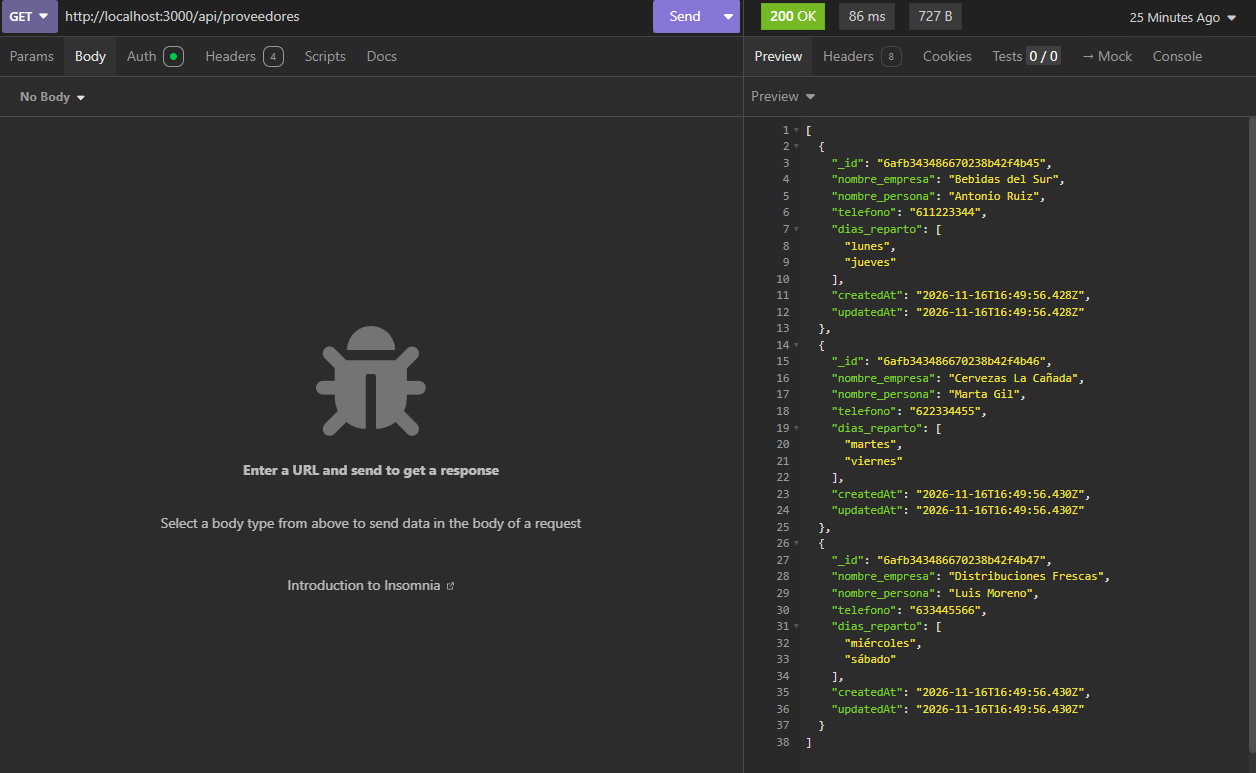 GET http://localhost:3000/api/proveedores Send 200 OK 86 ms 727 B 25 Minutes Ago
Params Body Auth Headers 4 Scripts Docs Preview Headers 8 Cookies Tests 0 / 0 → Mock Console
No Body Preview
Enter a URL and send to get a response
Select a body type from above to send data in the body of a request
Introduction to Insomnia
1 [
2 {
3 "_id": "6afb343486670238b42f4b45",
4 "nombre_empresa": "Bebidas del Sur",
5 "nombre_persona": "Antonio Ruiz",
6 "telefono": "611223344",
7 "dias_reparto": [
8 "lunes",
9 "jueves"
10 ],
11 "createdAt": "2026-11-16T16:49:56.428Z",
12 "updatedAt": "2026-11-16T16:49:56.428Z"
13 },
14 {
15 "_id": "6afb343486670238b42f4b46",
16 "nombre_empresa": "Cervezas La Cañada",
17 "nombre_persona": "Marta Gil",
18 "telefono": "622334455",
19 "dias_reparto": [
20 "martes",
21 "viernes"
22 ],
23 "createdAt": "2026-11-16T16:49:56.430Z",
24 "updatedAt": "2026-11-16T16:49:56.430Z"
25 },
26 {
27 "_id": "6afb343486670238b42f4b47",
28 "nombre_empresa": "Distribuciones Frescas",
29 "nombre_persona": "Luis Moreno",
30 "telefono": "633445566",
31 "dias_reparto": [
32 "miércoles",
33 "sábado"
34 ],
35 "createdAt": "2026-11-16T16:49:56.430Z",
36 "updatedAt": "2026-11-16T16:49:56.430Z"
37 }
38 ]